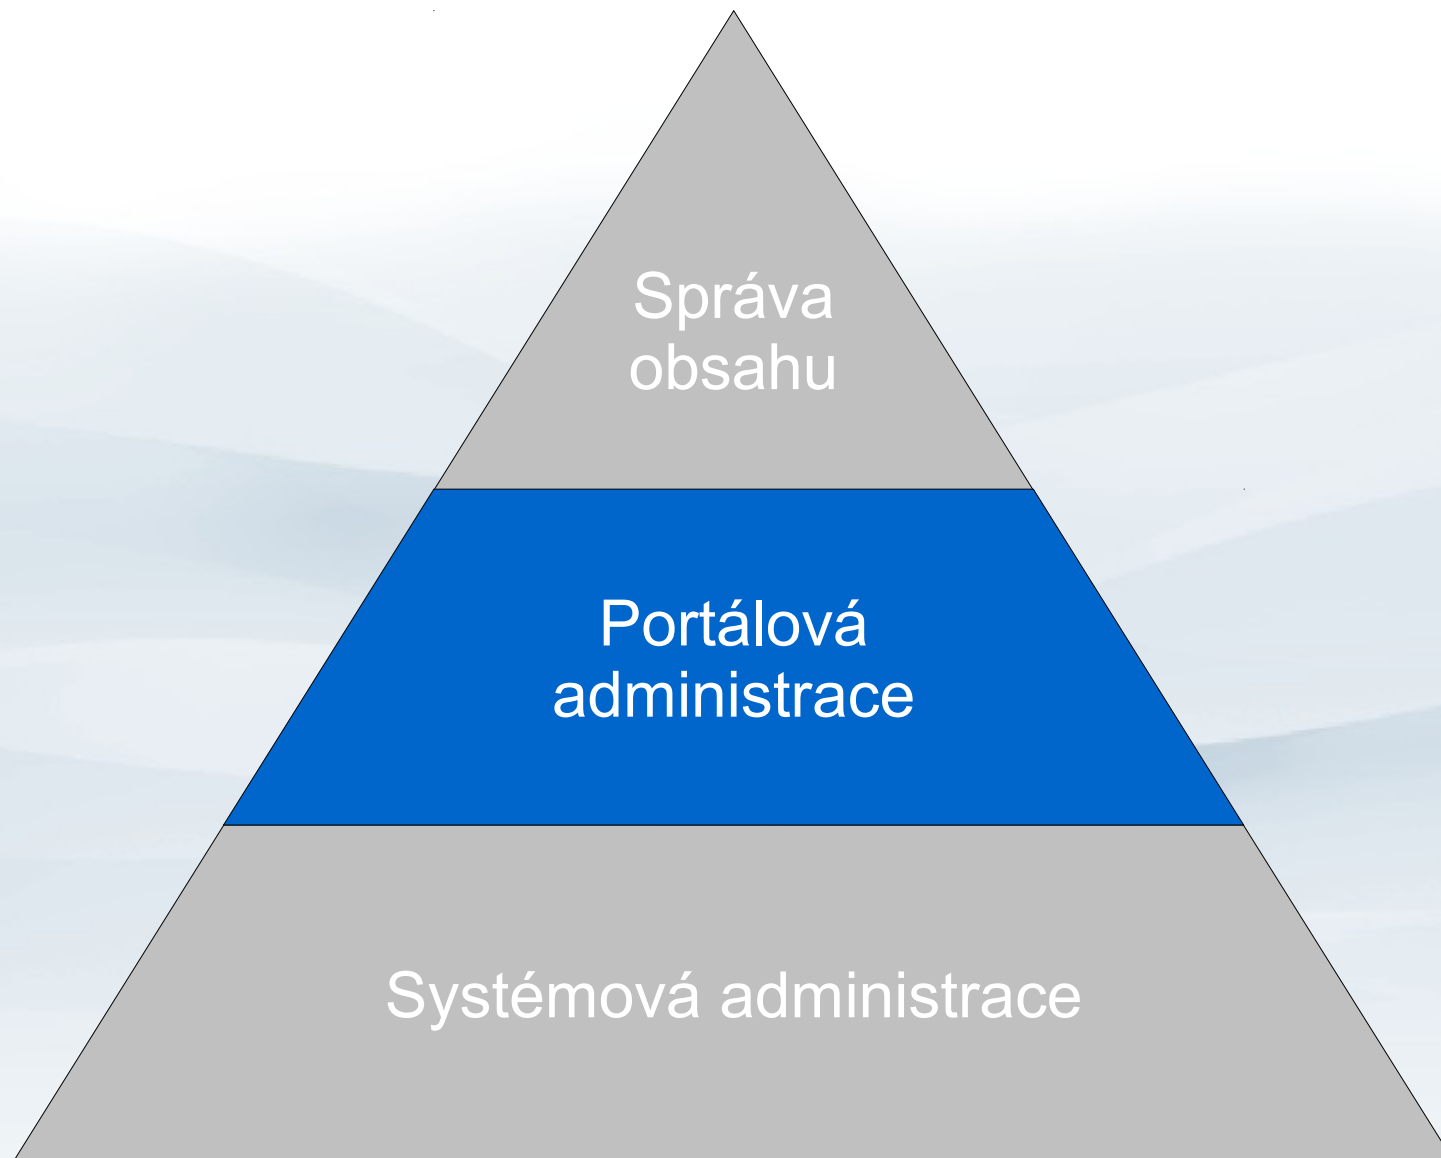 Správa
obsahu
Portálová
administrace
Systémová administrace